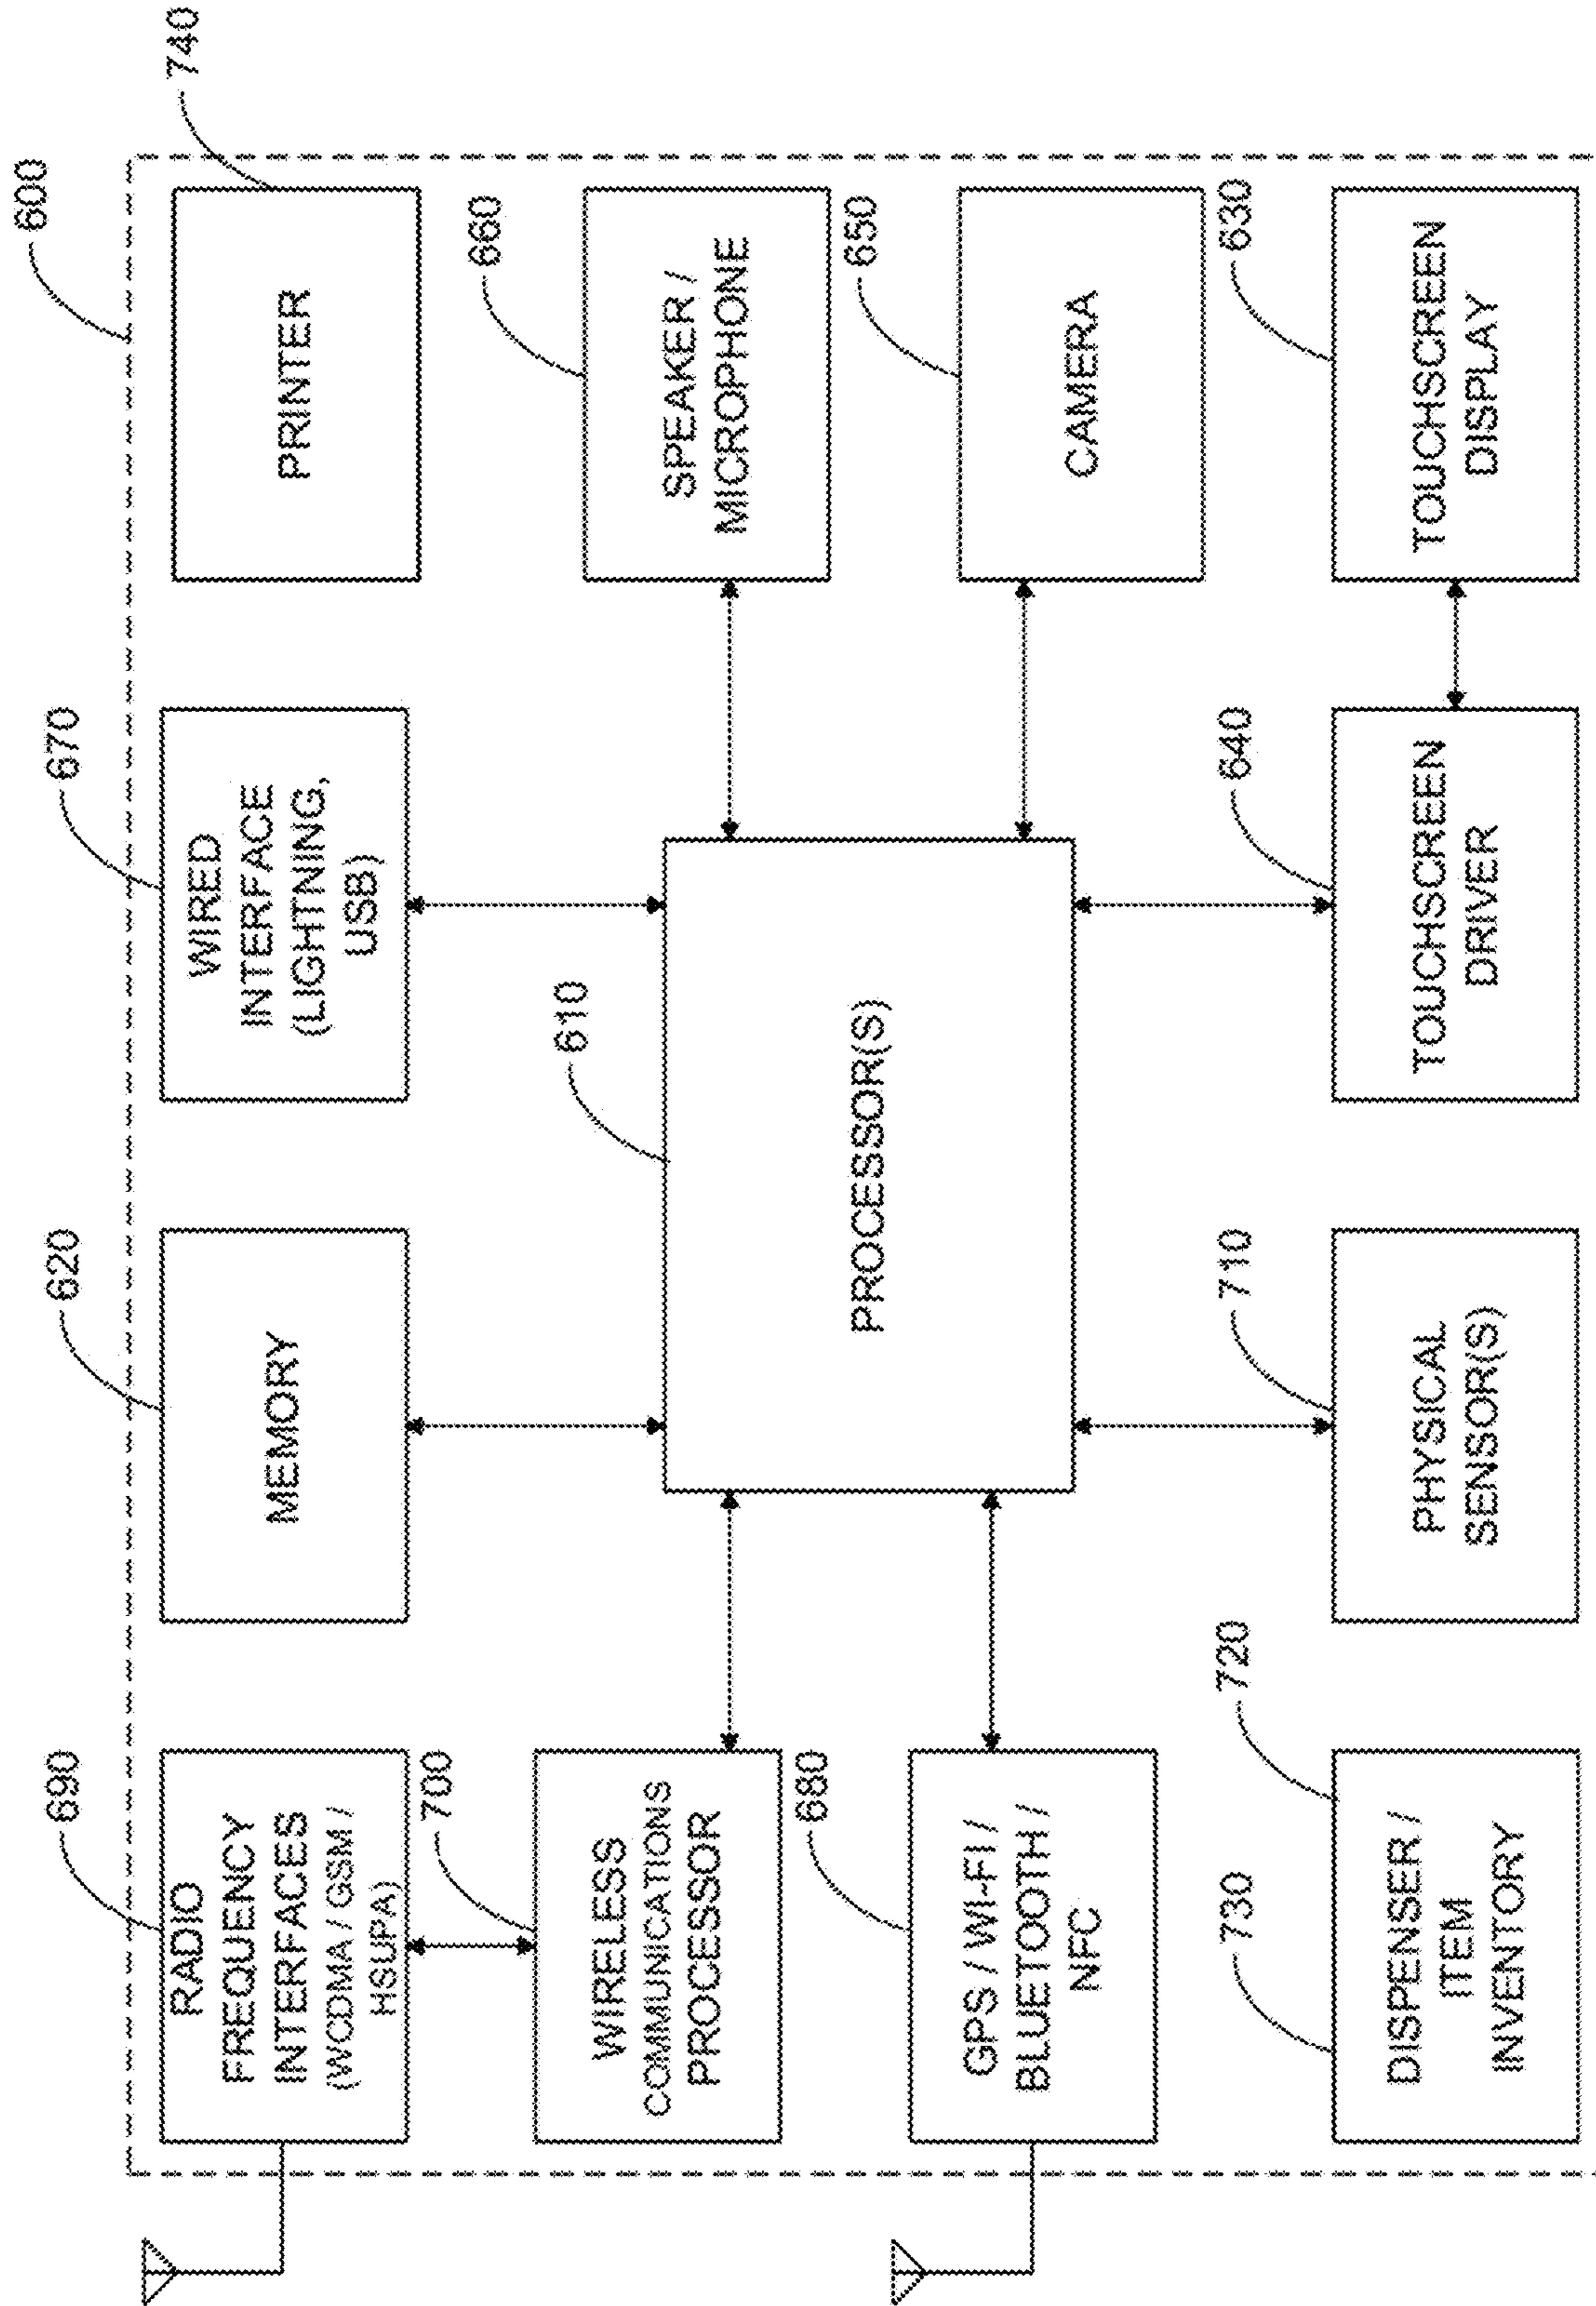 600
690
RADIO
FREQUENCY
INTERFACES
(WCDMA / GSM /
HSUPA)
620
MEMORY
670
WIRED
INTERFACE
(LIGHTNING,
USB)
740
PRINTER
700
WIRELESS
COMMUNICATIONS
PROCESSOR
610
PROCESSOR(S)
660
SPEAKER /
MICROPHONE
680
GPS / WI-FI /
BLUETOOTH /
NFC
650
CAMERA
730
720
DISPENSER /
ITEM
INVENTORY
710
PHYSICAL
SENSOR(S)
640
TOUCHSCREEN
DRIVER
630
TOUCHSCREEN
DISPLAY